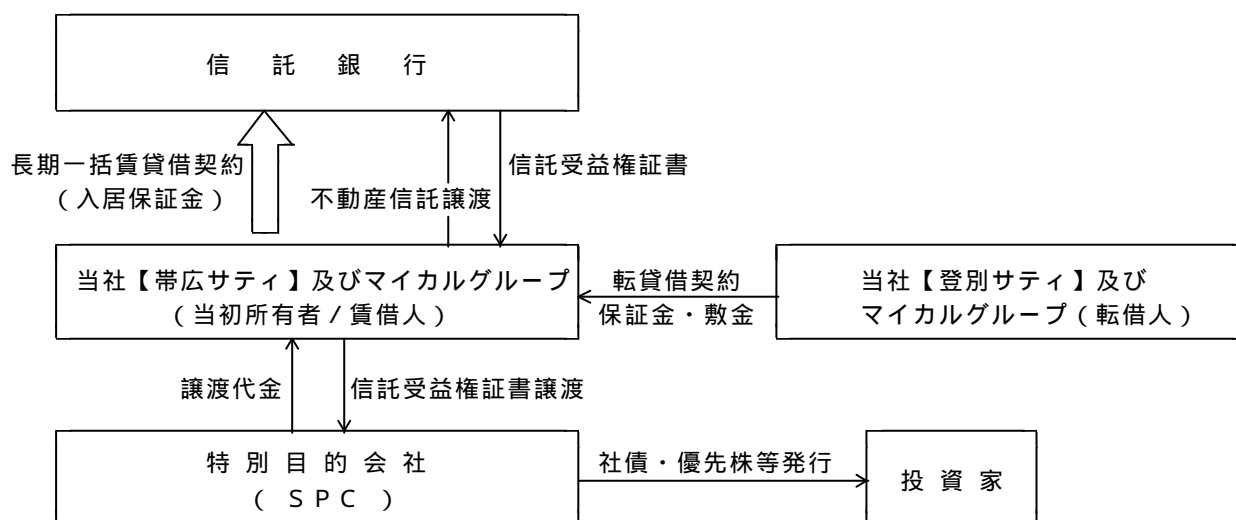 信託銀行
長期一括賃貸借契約
(入居保証金)
不動産信託譲渡
信託受益権証書
当社【帯広サティ】及びマイカルグループ
(当初所有者/賃借人)
転貸借契約
保証金・敷金
当社【登別サティ】及び
マイカルグループ(転借人)
譲渡代金
信託受益権証書譲渡
特別目的会社
(SPC)
社債・優先株等発行
投資家